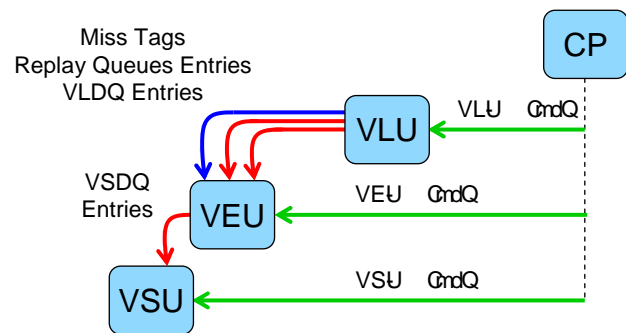 Miss Tags
Replay Queues Entries
VLDQ Entries
CP
VLU
VLU CmdQ
VSDQ
Entries
VEU
VEU CmdQ
VSU
VSU CmdQ